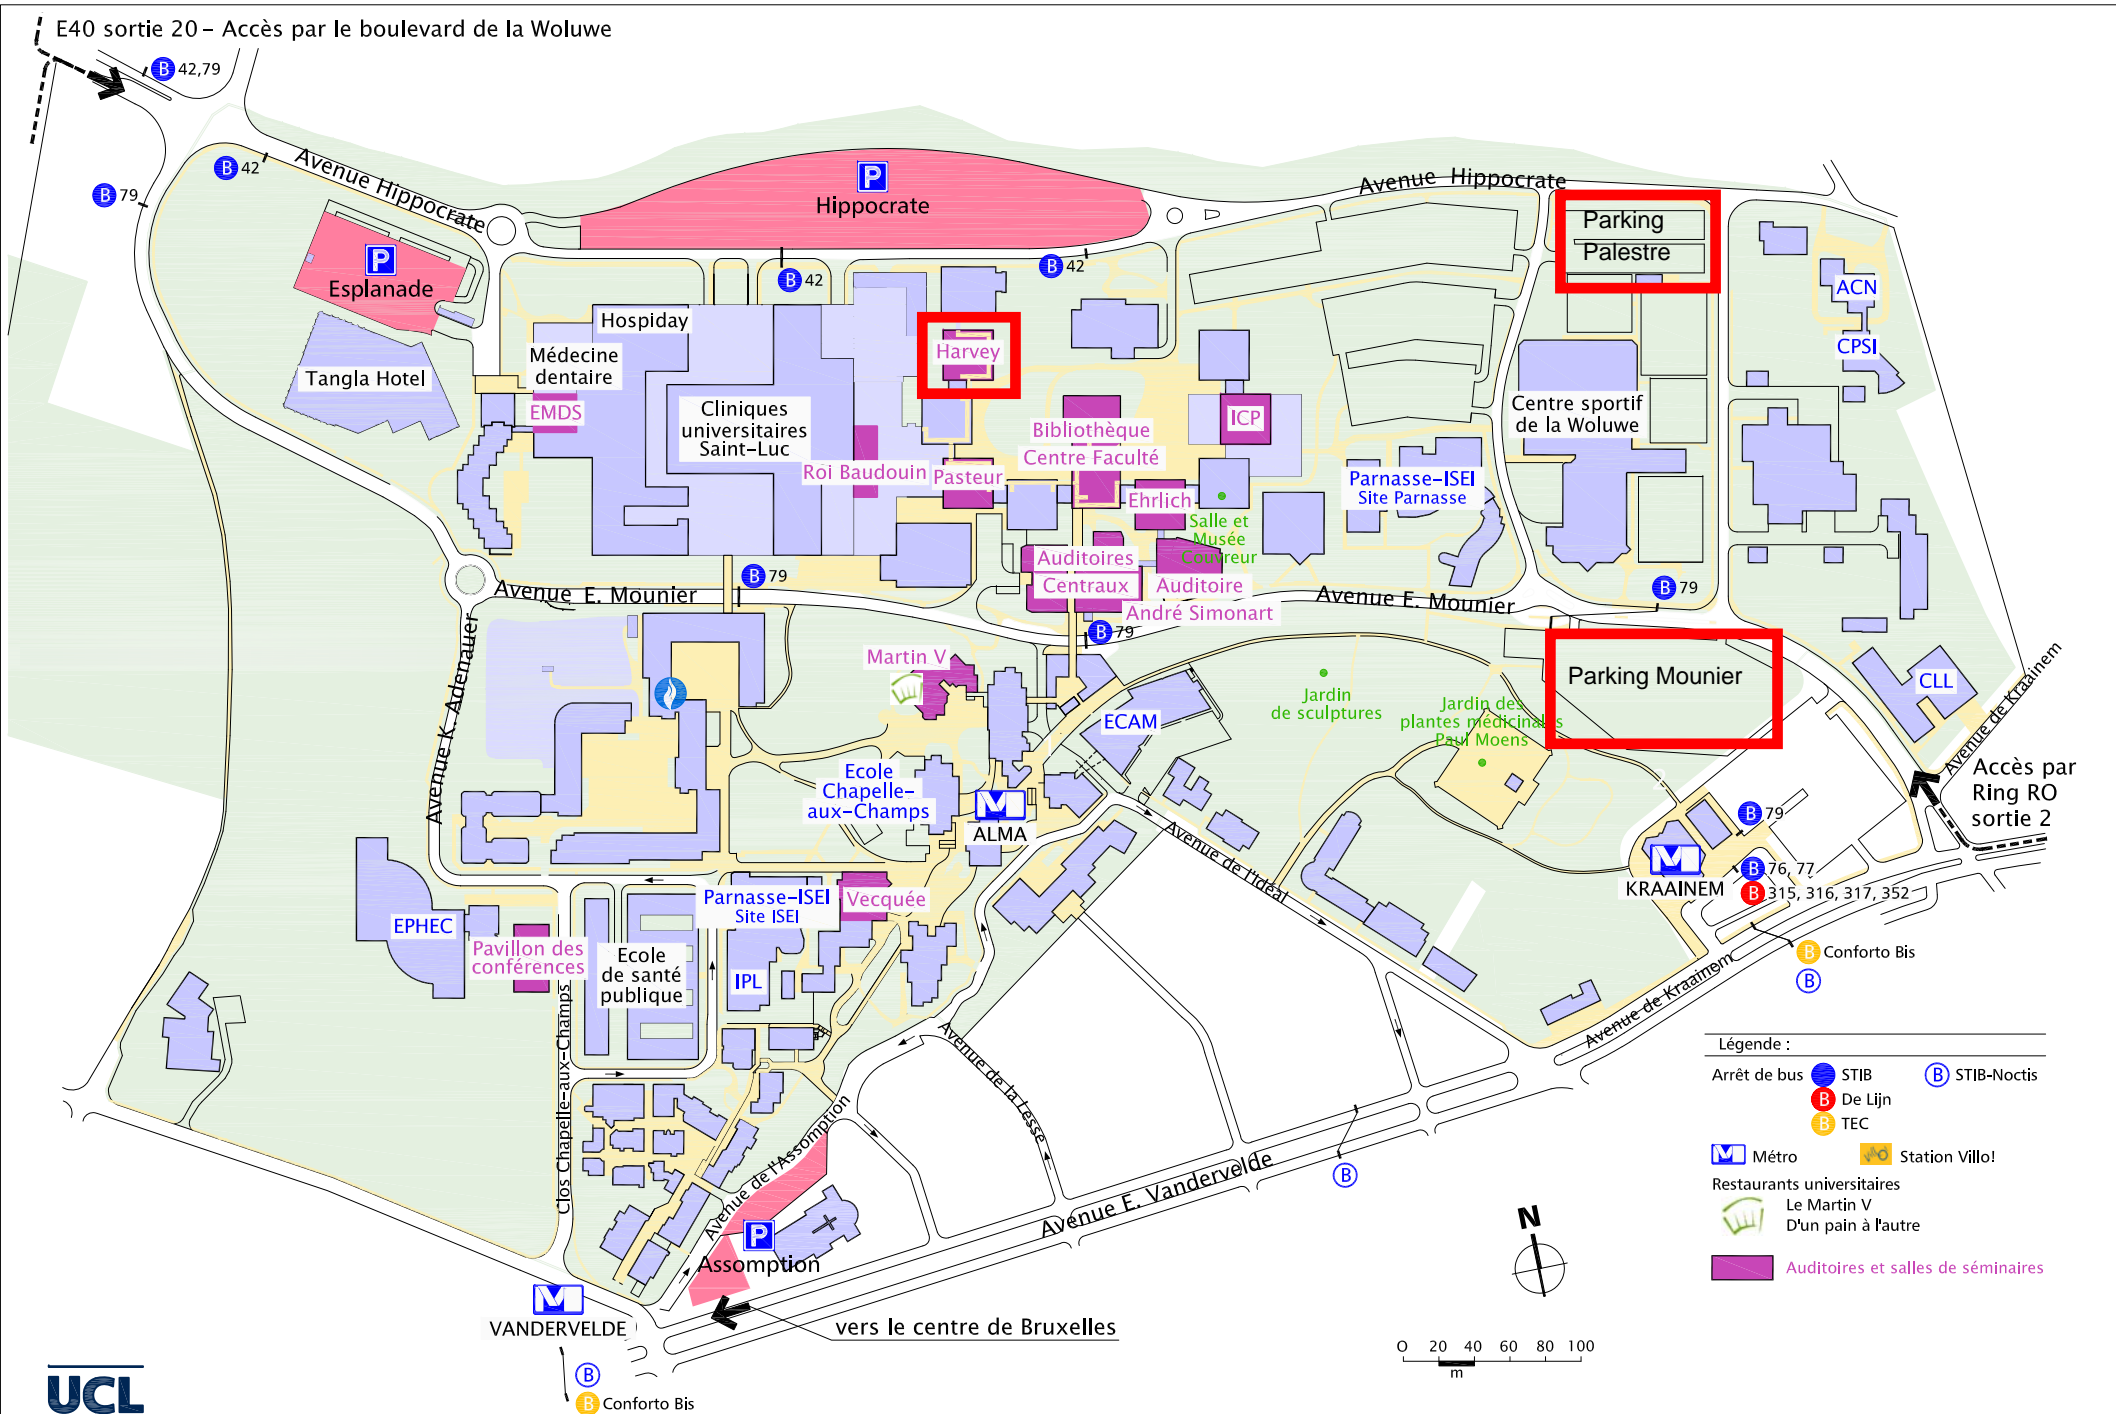 E40 sortie 20 – Accès par le boulevard de la Woluwe
B 42,79
B 42
B 79
Avenue Hippocrate
P
Hippocrate
Avenue Hippocrate
Parking
Palestre
P
Esplanade
B 42
B 42
ACN
CPSI
Hospiday
Harvey
Médecine
dentaire
Tangla Hotel
EMDS
Cliniques
universitaires
Saint-Luc
ICP
Centre sportif
de la Woluwe
Bibliothèque
Centre Faculté
Roi Baudouin
Pasteur
Ehrlich
Parnasse-ISEI
Site Parnasse
Salle et
Musée
Couvreur
Auditoires
Centraux
Auditoire
André Simonart
B 79
Avenue E. Mounier
Avenue E. Mounier
B 79
B 79
Avenue K. Adenauer
Martin V
Jardin
de sculptures
Jardin des
plantes médicinales
Paul Moens
Parking Mounier
CLL
Avenue de Kraainem
ECAM
Ecole
Chapelle-
aux-Champs
M
ALMA
Accès par
Ring RO
sortie 2
B 79
M
KRAAINEM
B 76, 77
B 315, 316, 317, 352
B Conforto Bis
B
Avenue de l'Idéal
Avenue de Kraainem
Parnasse-ISEI
Site ISEI
Vecquée
EPHEC
Pavillon des
conférences
Ecole
de santé
publique
IPL
Clos Chapelle-aux-Champs
Avenue de la Lesse
Avenue de l'Assomption
Avenue E. Vandervelde
B
P
Assomption
M
VANDERVELDE
vers le centre de Bruxelles
B
B Conforto Bis
UCL
N
0 20 40 60 80 100
m
Légende :
Arrêt de bus B STIB B STIB-Noctis
B De Lijn
B TEC
M Métro Station Villo!
Restaurants universitaires
Le Martin V
D'un pain à l'autre
Auditoires et salles de séminaires